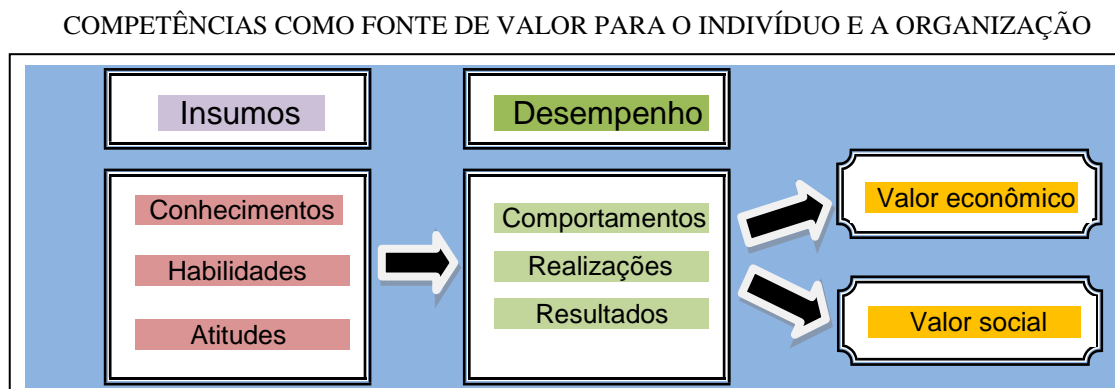 COMPETÊNCIAS COMO FONTE DE VALOR PARA O INDIVÍDUO E A ORGANIZAÇÃO
Insumos
Desempenho
Conhecimentos
Habilidades
Atitudes
Comportamentos
Realizações
Resultados
Valor econômico
Valor social